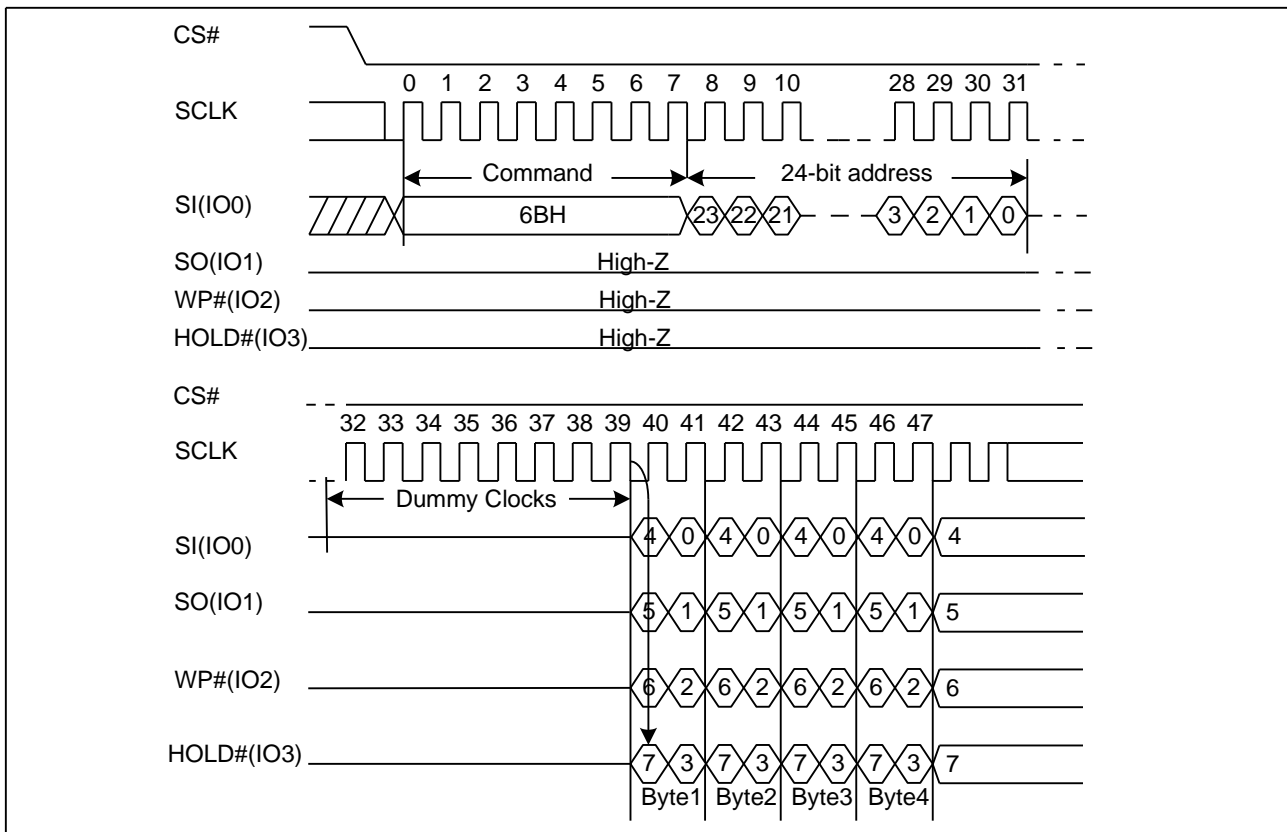 CS#
0 1 2 3 4 5 6 7 8 9 10 28 29 30 31
SCLK
Command 24-bit address
SI(IO0) 6BH 23 22 21 3 2 1 0
SO(IO1) High-Z
WP#(IO2) High-Z
HOLD#(IO3) High-Z
CS#
32 33 34 35 36 37 38 39 40 41 42 43 44 45 46 47
SCLK
Dummy Clocks
SI(IO0) 4 0 4 0 4 0 4 0 4
SO(IO1) 5 1 5 1 5 1 5 1 5
WP#(IO2) 6 2 6 2 6 2 6 2 6
HOLD#(IO3) 7 3 7 3 7 3 7 3 7
Byte1 Byte2 Byte3 Byte4